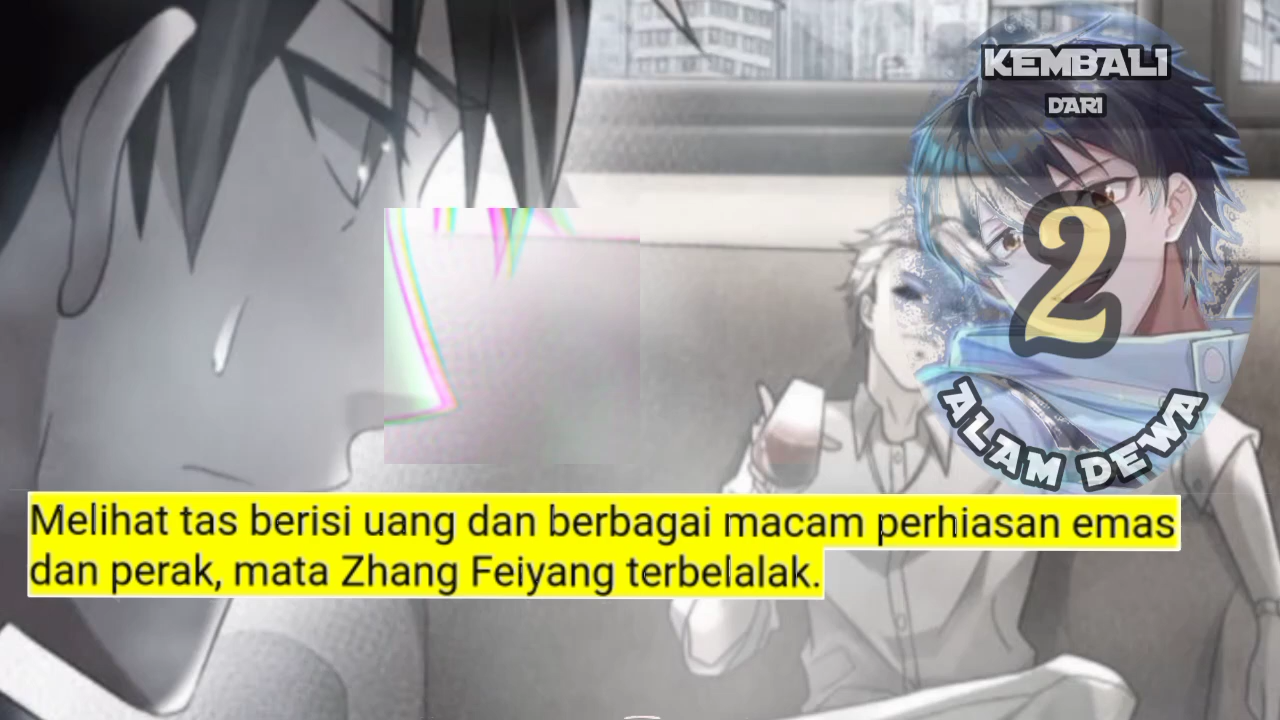 KEMBALI
DARI
2
ALAM DEWA
Melihat tas berisi uang dan berbagai macam perhiasan emas
dan perak, mata Zhang Feiyang terbelalak.